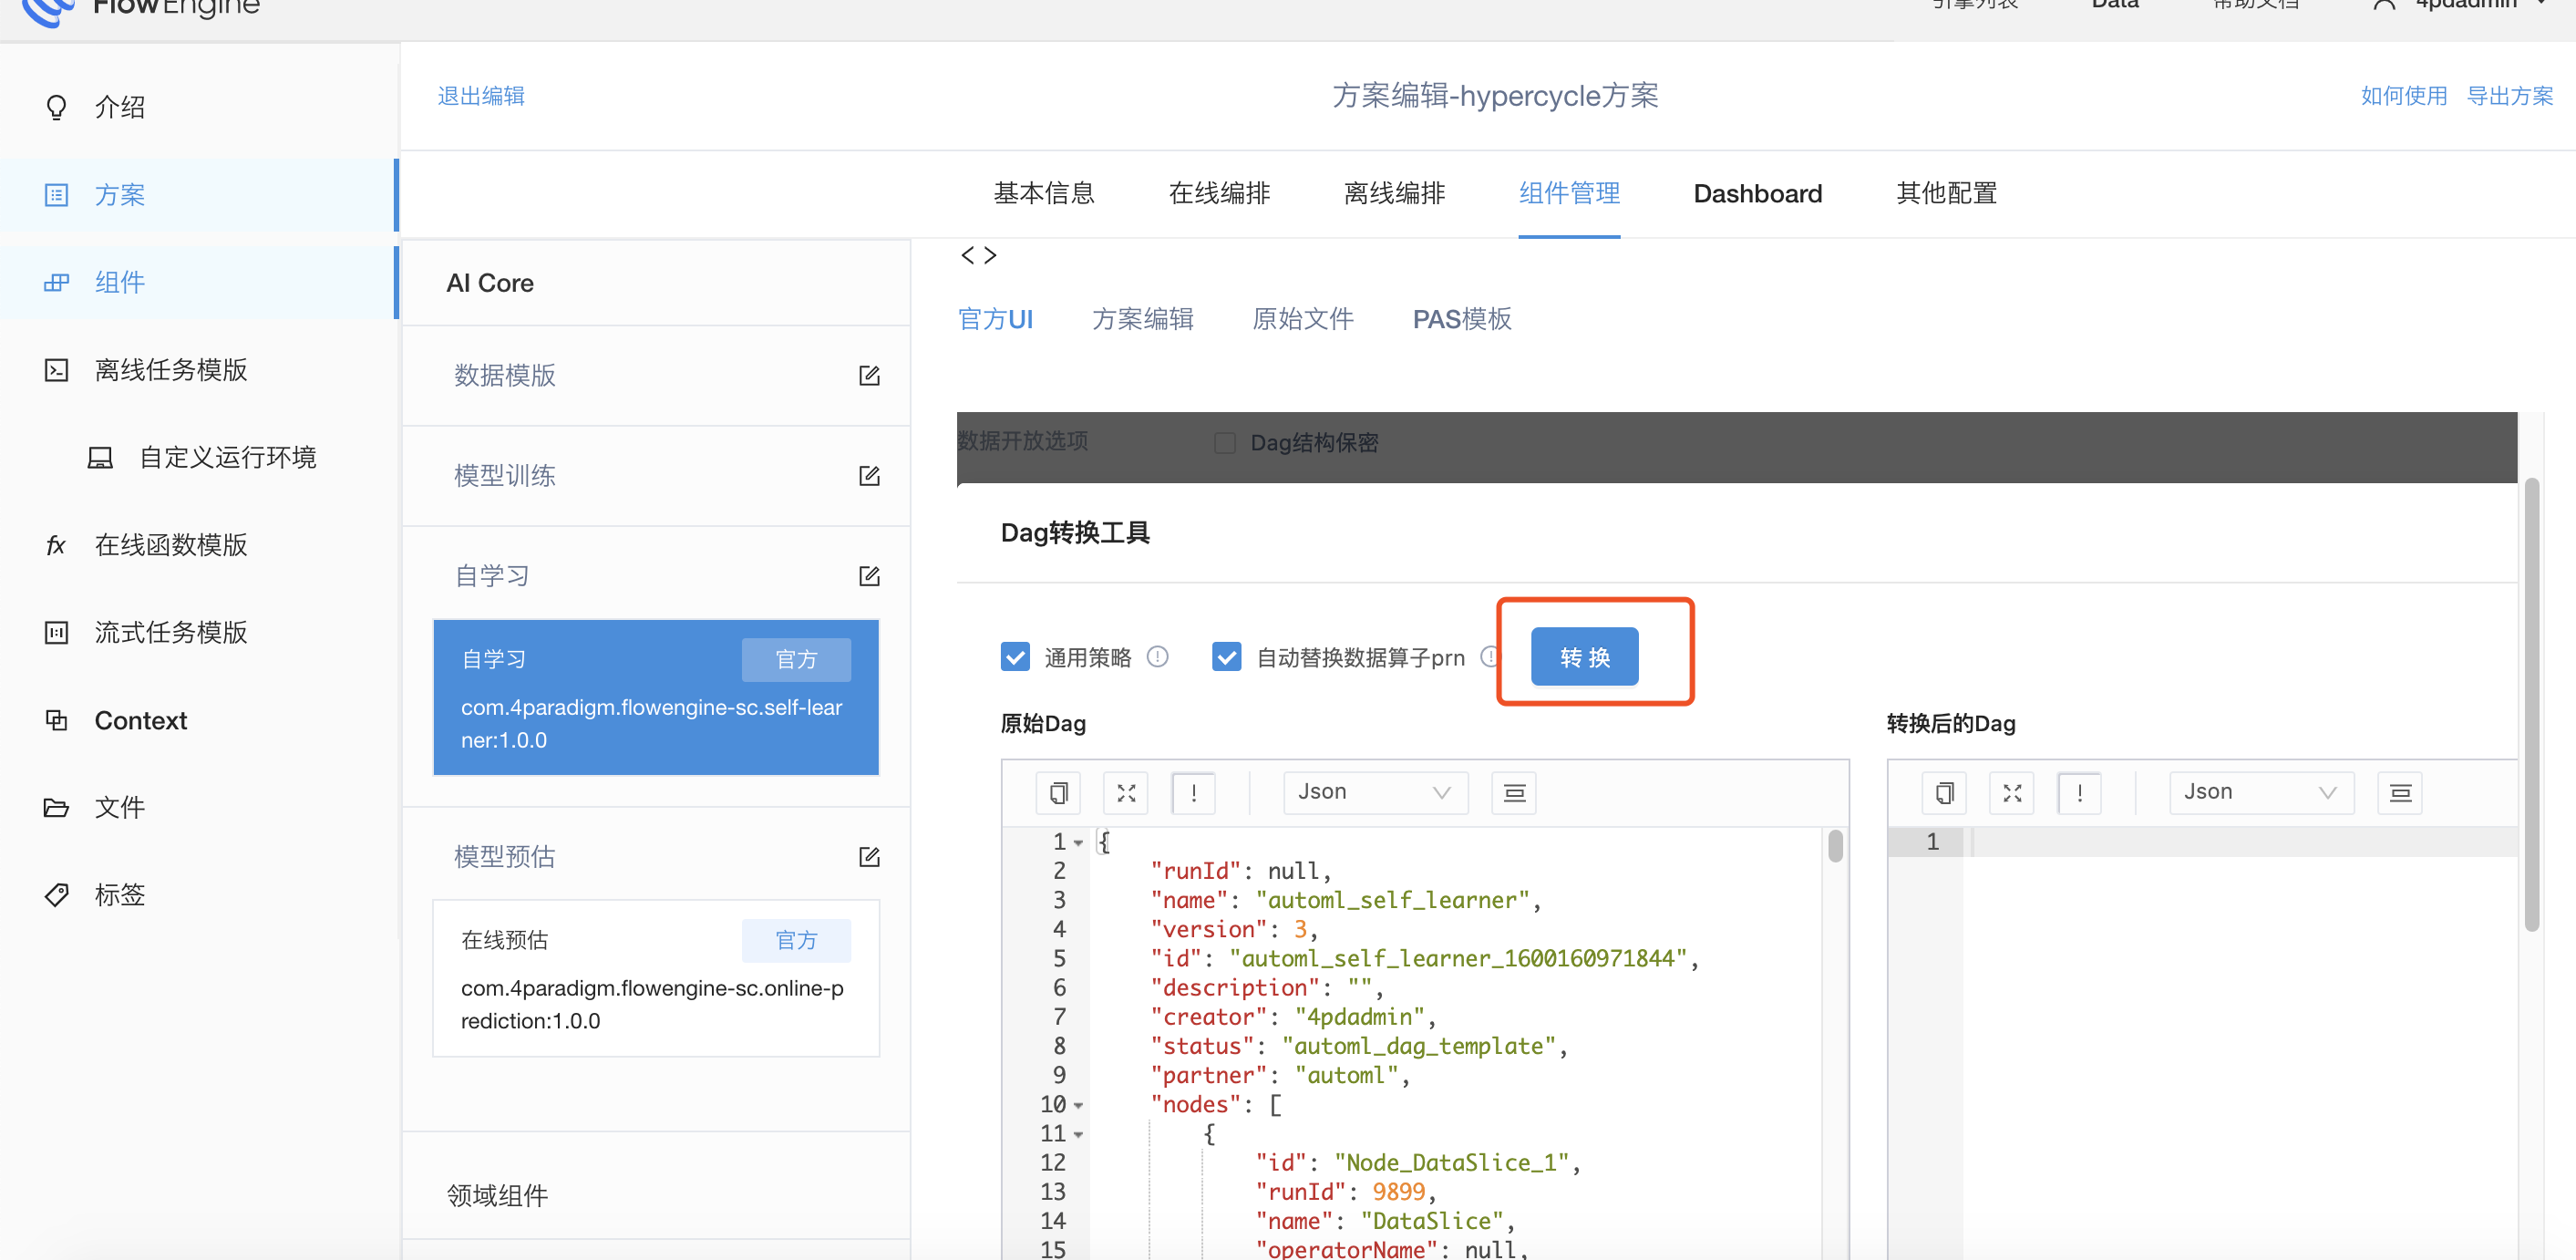 FlowEngine
引擎列表
Data
帮助文档
4pdadmin
介绍
方案
组件
离线任务模版
自定义运行环境
fx 在线函数模版
流式任务模版
Context
文件
标签
退出编辑
方案编辑-hypercycle方案
如何使用 导出方案
基本信息 在线编排 离线编排 组件管理 Dashboard 其他配置
AI Core
数据模版
模型训练
自学习
自学习 官方
com.4paradigm.flowengine-sc.self-lear
ner:1.0.0
模型预估
在线预估 官方
com.4paradigm.flowengine-sc.online-p
rediction:1.0.0
领域组件
< >
官方UI 方案编辑 原始文件 PAS模板
数据开放选项 Dag结构保密
Dag转换工具
通用策略 自动替换数据算子prn 转 换
原始Dag
! Json
1 {
2 "runId": null,
3 "name": "automl_self_learner",
4 "version": 3,
5 "id": "automl_self_learner_1600160971844",
6 "description": "",
7 "creator": "4pdadmin",
8 "status": "automl_dag_template",
9 "partner": "automl",
10 "nodes": [
11 {
12 "id": "Node_DataSlice_1",
13 "runId": 9899,
14 "name": "DataSlice",
15 "operatorName": null,
转换后的Dag
! Json
1